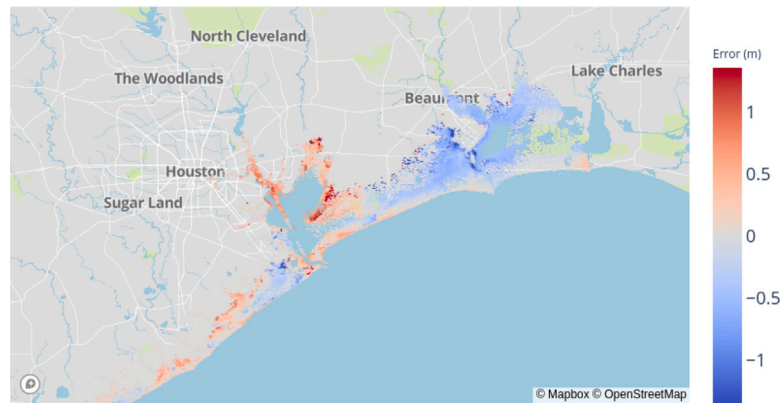 North Cleveland
The Woodlands
Lake Charles
Beaumont
Houston
Sugar Land
Error (m)
1
0.5
0
−0.5
−1
© Mapbox © OpenStreetMap